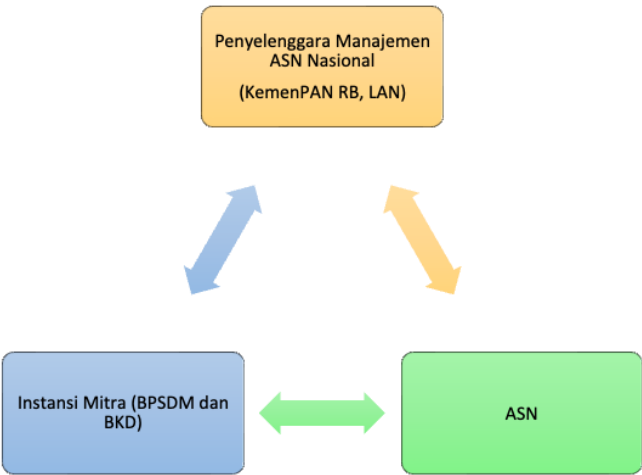 Penyelenggara Manajemen
ASN Nasional
(KemenPAN RB, LAN)
Instansi Mitra (BPSDM dan
BKD)
ASN